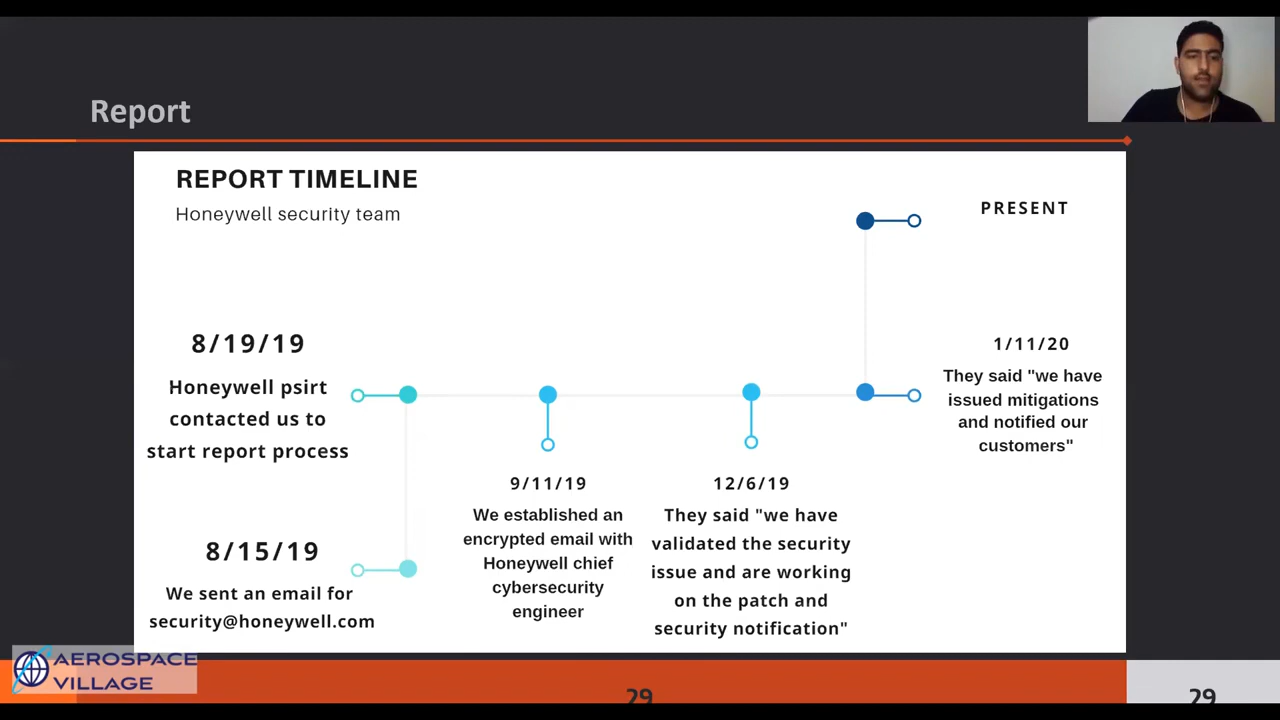 Report
REPORT TIMELINE
Honeywell security team
PRESENT
8/19/19
Honeywell psirt
contacted us to
start report process
1/11/20
They said "we have
issued mitigations
and notified our
customers"
8/15/19
We sent an email for
security@honeywell.com
9/11/19
We established an
encrypted email with
Honeywell chief
cybersecurity
engineer
12/6/19
They said "we have
validated the security
issue and are working
on the patch and
security notification"
AEROSPACE
VILLAGE
29
29